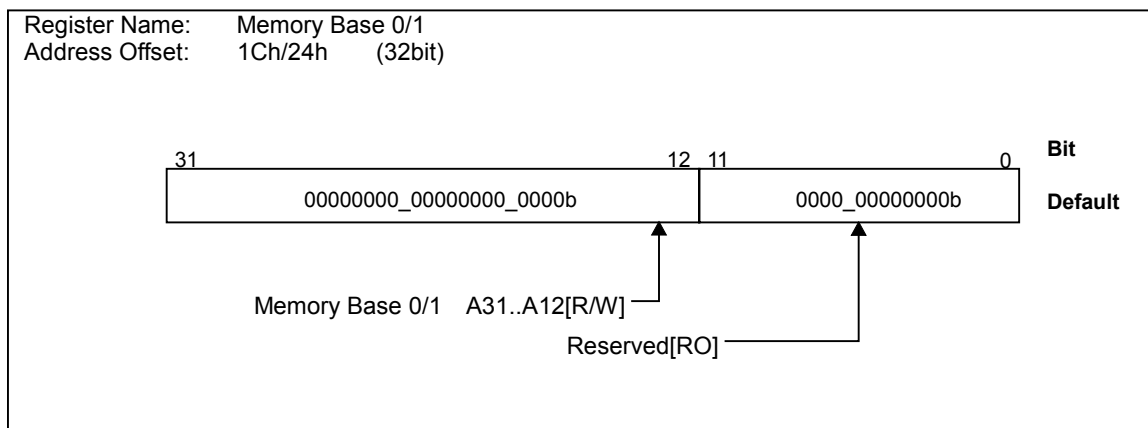 Register Name: Memory Base 0/1
Address Offset: 1Ch/24h (32bit)
31 12 11 0 Bit
00000000_00000000_0000b 0000_00000000b Default
Memory Base 0/1 A31..A12[R/W]
Reserved[RO]